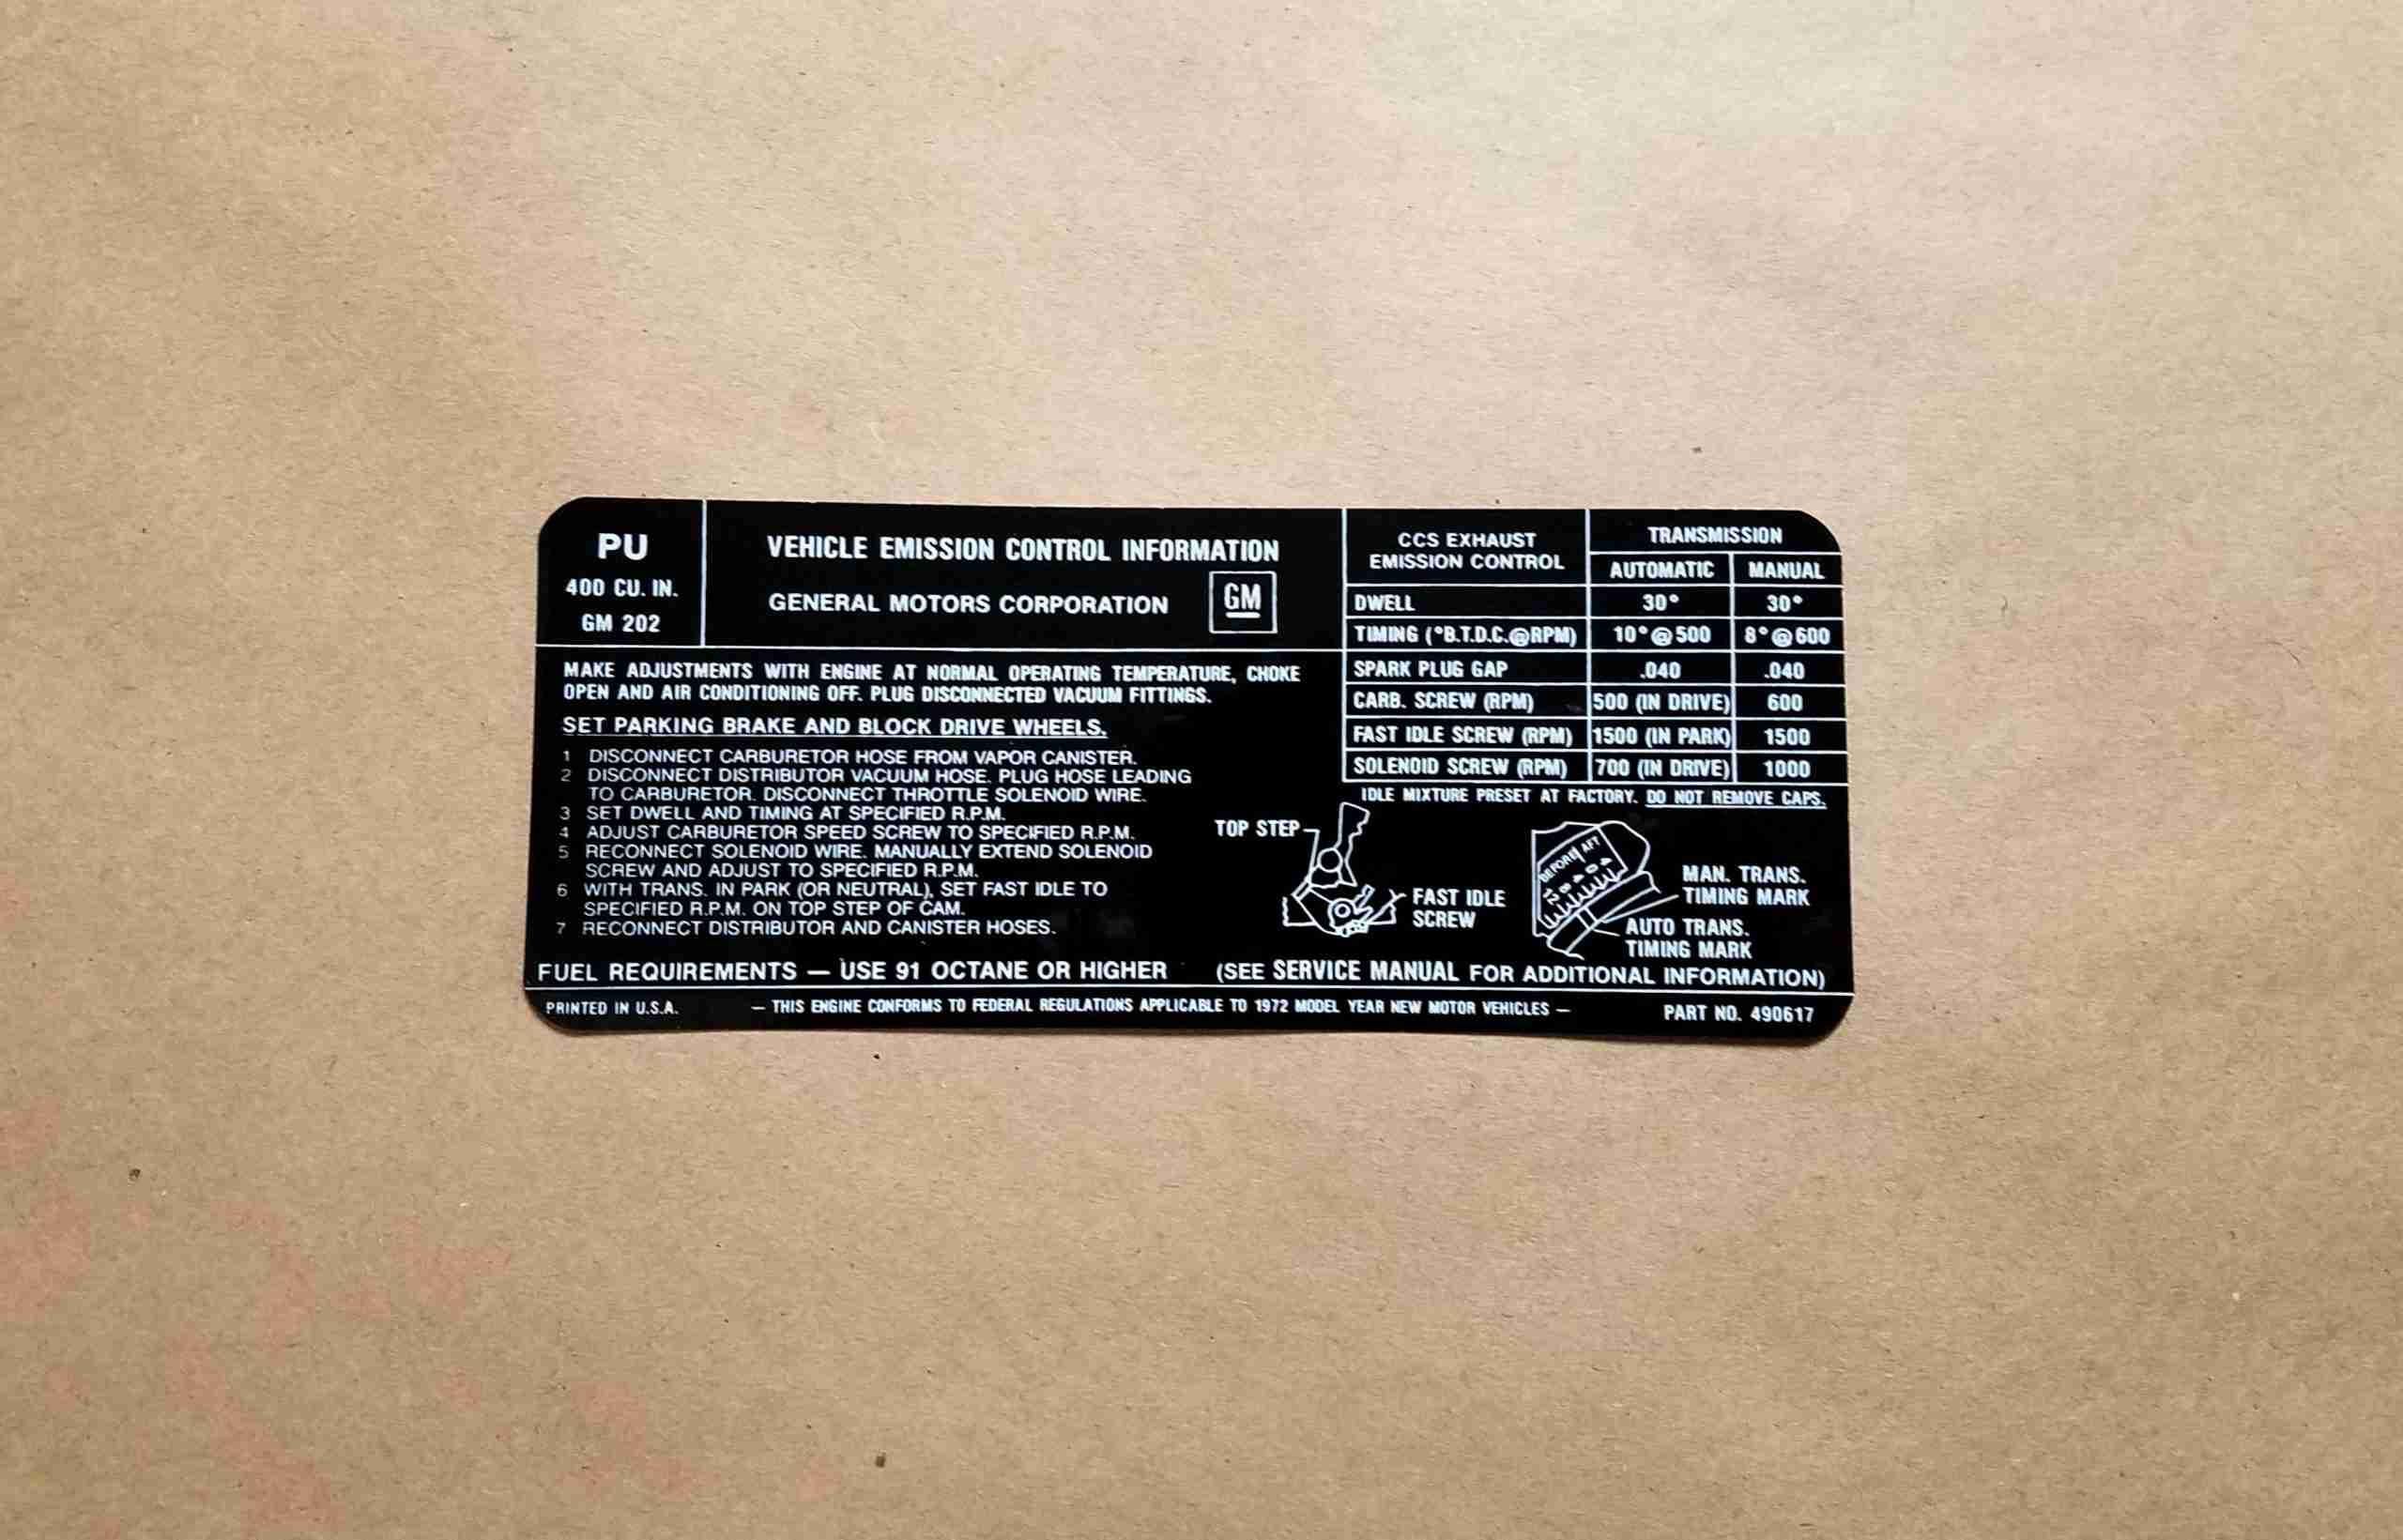 PU
400 CU. IN.
GM 202
VEHICLE EMISSION CONTROL INFORMATION
GENERAL MOTORS CORPORATION
GM
MAKE ADJUSTMENTS WITH ENGINE AT NORMAL OPERATING TEMPERATURE, CHOKE
OPEN AND AIR CONDITIONING OFF. PLUG DISCONNECTED VACUUM FITTINGS.
SET PARKING BRAKE AND BLOCK DRIVE WHEELS.
1 DISCONNECT CARBURETOR HOSE FROM VAPOR CANISTER.
2 DISCONNECT DISTRIBUTOR VACUUM HOSE. PLUG HOSE LEADING
TO CARBURETOR. DISCONNECT THROTTLE SOLENOID WIRE.
3 SET DWELL AND TIMING AT SPECIFIED R.P.M.
4 ADJUST CARBURETOR SPEED SCREW TO SPECIFIED R.P.M.
5 RECONNECT SOLENOID WIRE. MANUALLY EXTEND SOLENOID
SCREW AND ADJUST TO SPECIFIED R.P.M.
6 WITH TRANS. IN PARK (OR NEUTRAL), SET FAST IDLE TO
SPECIFIED R.P.M. ON TOP STEP OF CAM.
7 RECONNECT DISTRIBUTOR AND CANISTER HOSES.
CCS EXHAUST
EMISSION CONTROL
TRANSMISSION
AUTOMATIC MANUAL
DWELL 30° 30°
TIMING (°B.T.D.C.@RPM) 10°@500 8°@600
SPARK PLUG GAP .040 .040
CARB. SCREW (RPM) 500 (IN DRIVE) 600
FAST IDLE SCREW (RPM) 1500 (IN PARK) 1500
SOLENOID SCREW (RPM) 700 (IN DRIVE) 1000
IDLE MIXTURE PRESET AT FACTORY. DO NOT REMOVE CAPS.
TOP STEP
FAST IDLE
SCREW
BEFORE AFT
12 8 4 0 4
MAN. TRANS.
TIMING MARK
AUTO TRANS.
TIMING MARK
FUEL REQUIREMENTS — USE 91 OCTANE OR HIGHER (SEE SERVICE MANUAL FOR ADDITIONAL INFORMATION)
PRINTED IN U.S.A. — THIS ENGINE CONFORMS TO FEDERAL REGULATIONS APPLICABLE TO 1972 MODEL YEAR NEW MOTOR VEHICLES — PART NO. 490617